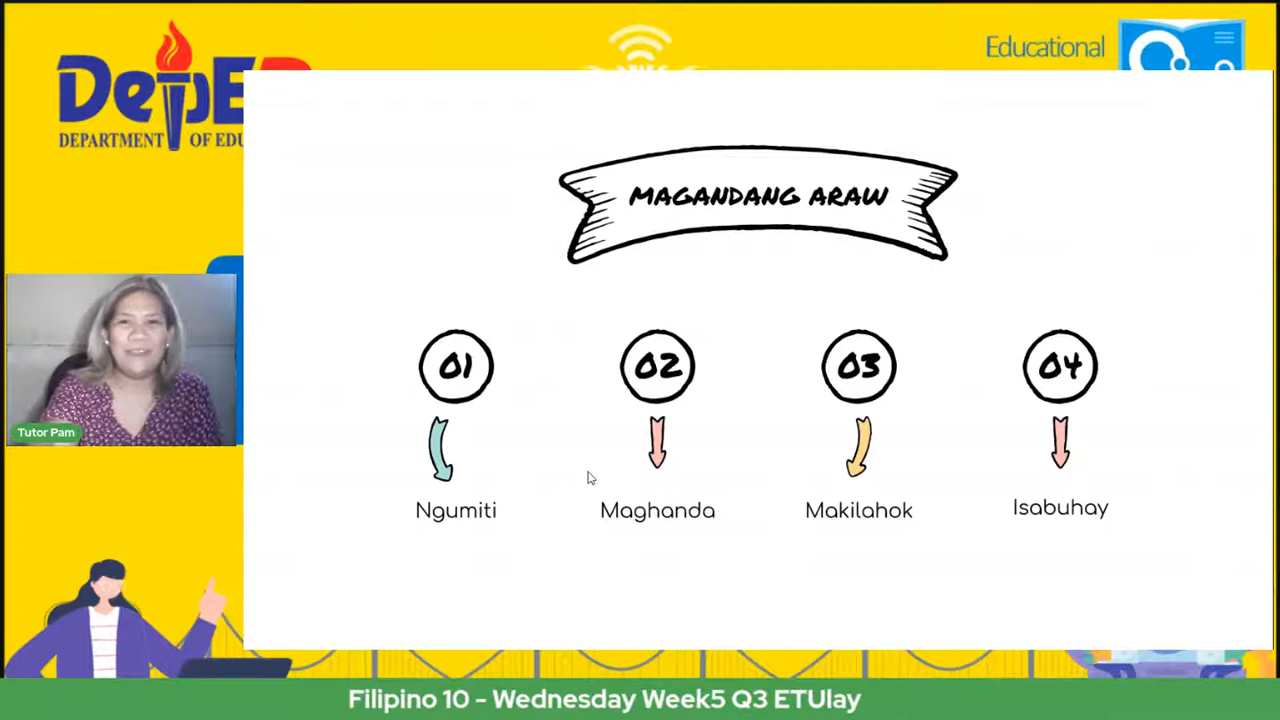 DepE
DEPARTMENT OF EDU
Educational
MAGANDANG ARAW
01
02
03
04
Ngumiti
Maghanda
Makilahok
Isabuhay
Tutor Pam
Filipino 10 - Wednesday Week5 Q3 ETUlay